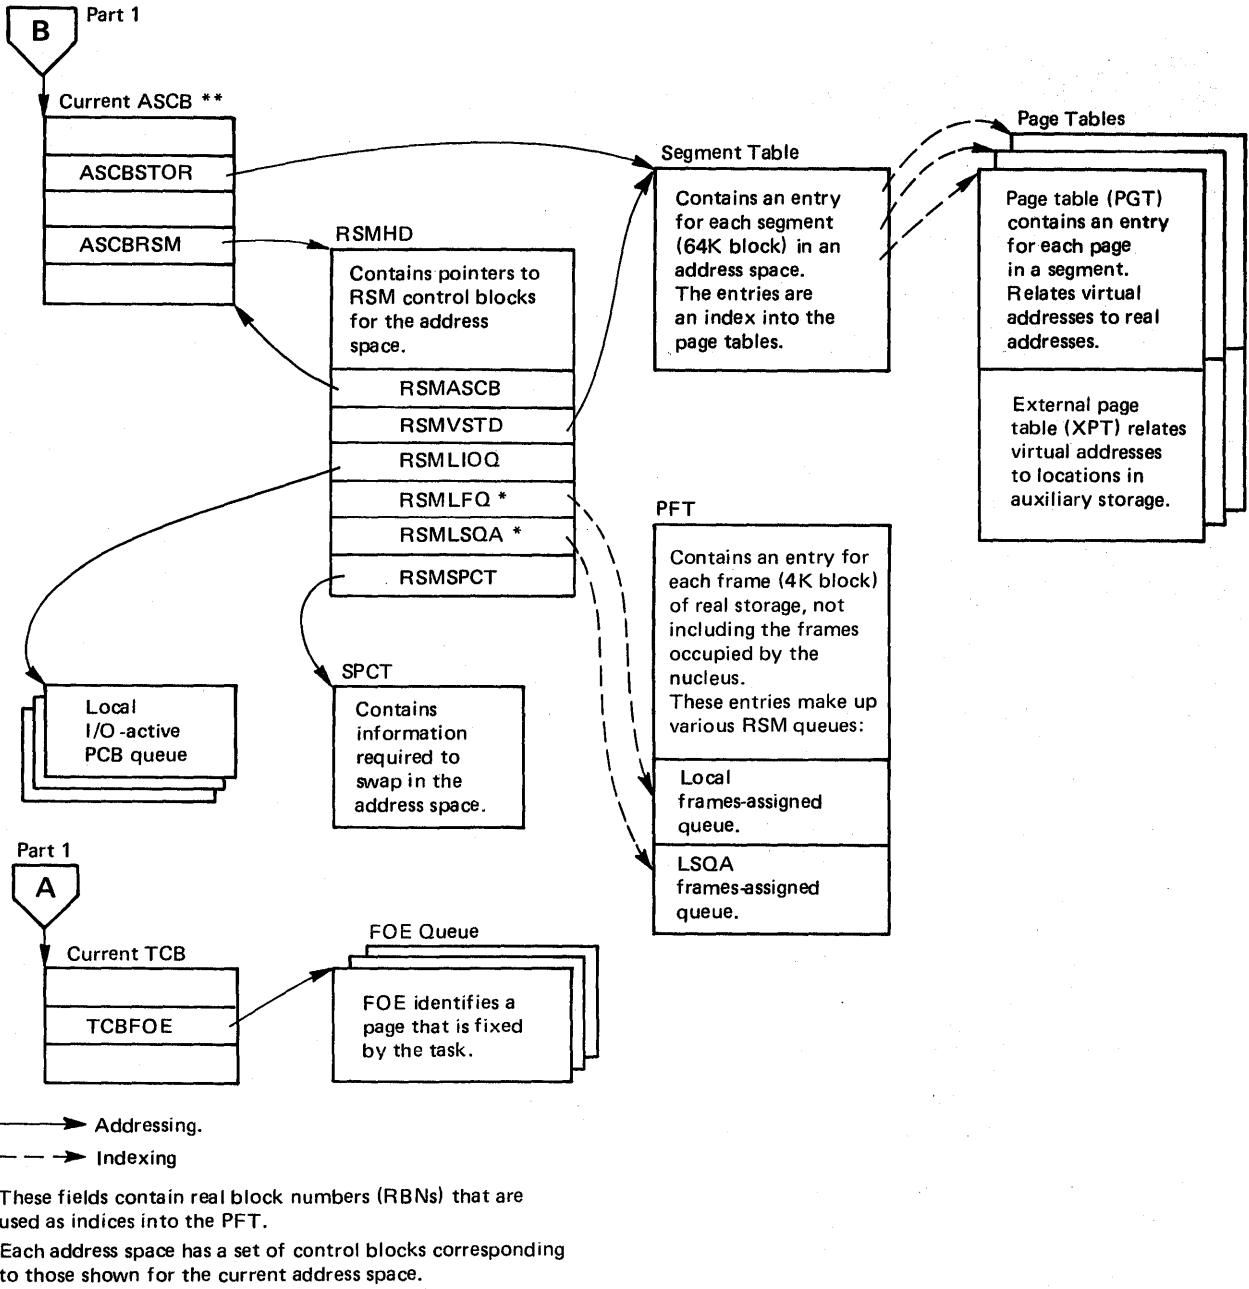 Part 1
B
Current ASCB **
ASCBSTOR
ASCBRSM
RSMHD
Contains pointers to
RSM control blocks
for the address
space.
RSMASCB
RSMVSTD
RSMLIOQ
RSMLFQ *
RSMLSQA *
RSMSPCT
Segment Table
Contains an entry
for each segment
(64K block) in an
address space.
The entries are
an index into the
page tables.
Page Tables
Page table (PGT)
contains an entry
for each page
in a segment.
Relates virtual
addresses to real
addresses.
External page
table (XPT) relates
virtual addresses
to locations in
auxiliary storage.
PFT
Contains an entry for
each frame (4K block)
of real storage, not
including the frames
occupied by the
nucleus.
These entries make up
various RSM queues:
Local
frames-assigned
queue.
LSQA
frames-assigned
queue.
Local
I/O-active
PCB queue
SPCT
Contains
information
required to
swap in the
address space.
Part 1
A
Current TCB
TCBFOE
FOE Queue
FOE identifies a
page that is fixed
by the task.
Addressing.
Indexing
These fields contain real block numbers (RBNs) that are
used as indices into the PFT.
Each address space has a set of control blocks corresponding
to those shown for the current address space.